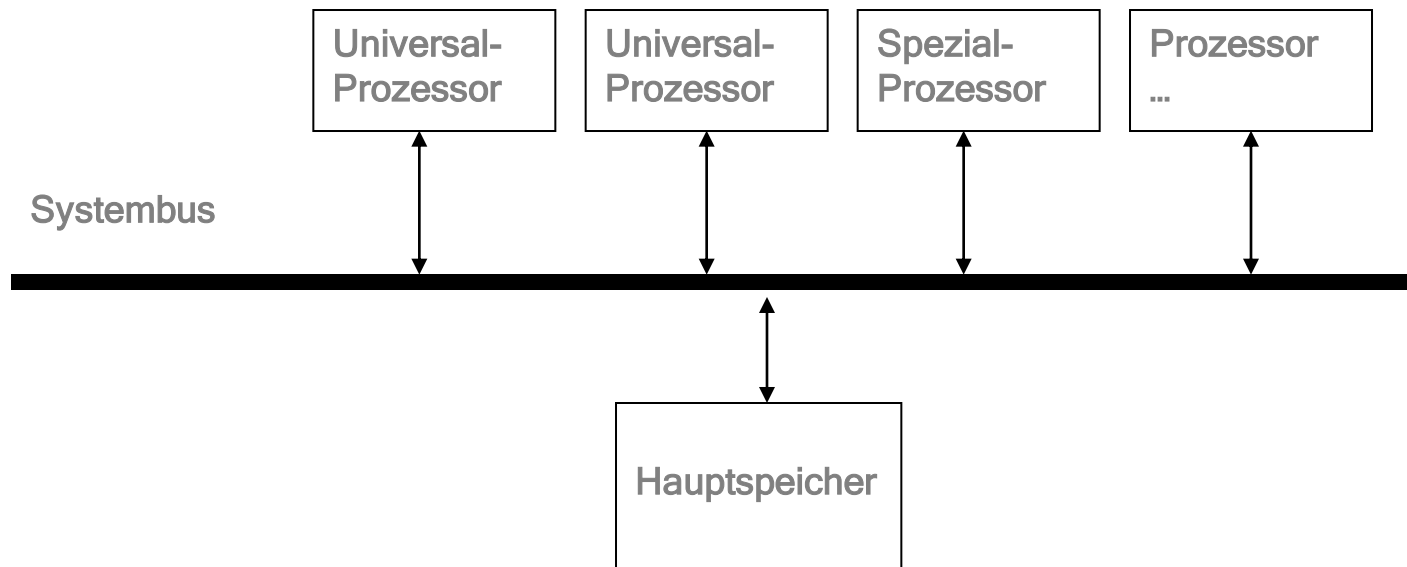 Universal-
Prozessor
Universal-
Prozessor
Spezial-
Prozessor
Prozessor
...
Systembus
Hauptspeicher